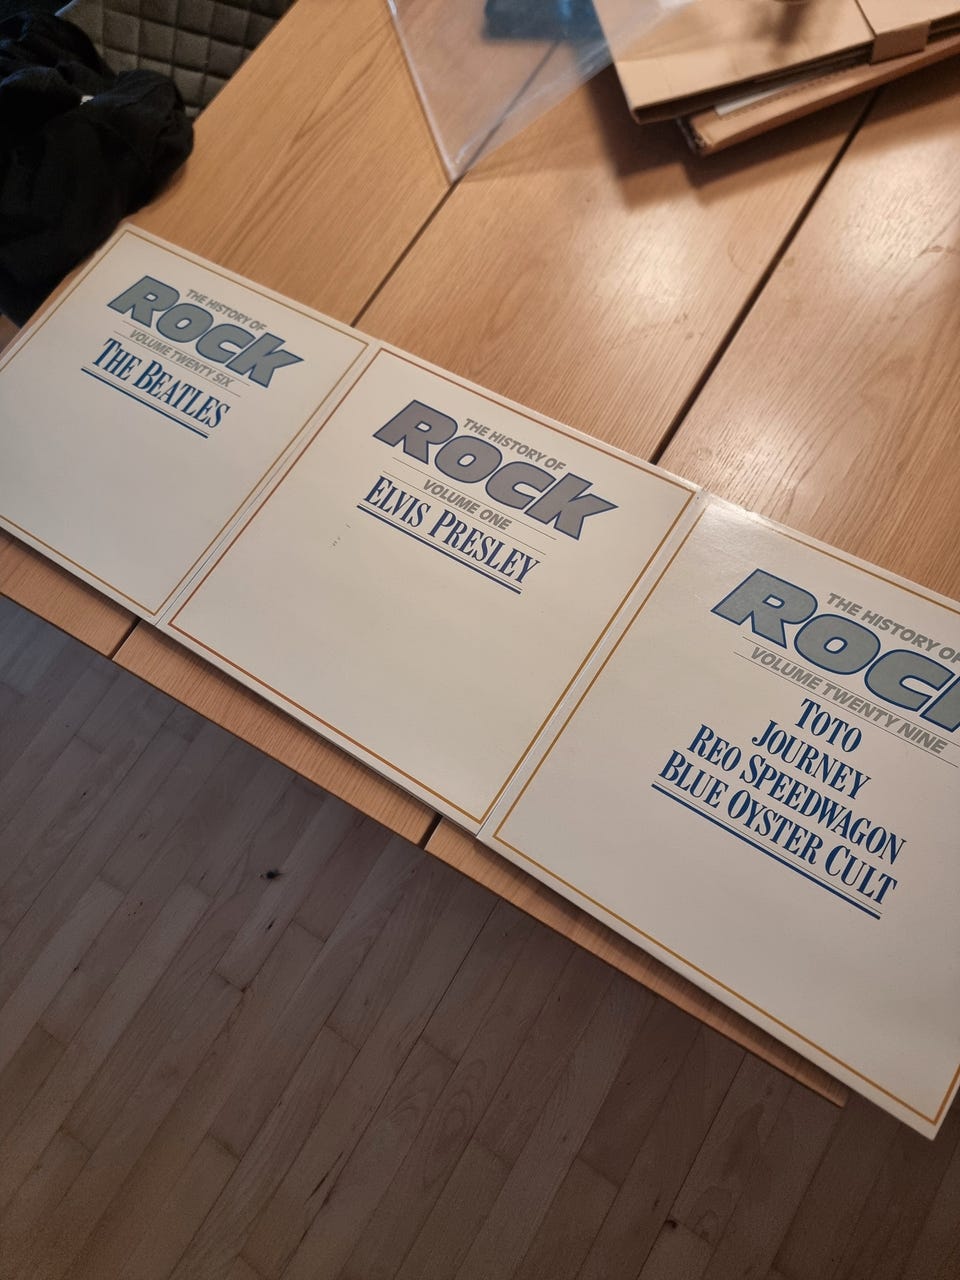 THE HISTORY OF
ROCK
VOLUME TWENTY SIX
THE BEATLES
THE HISTORY OF
ROCK
VOLUME ONE
ELVIS PRESLEY
THE HISTORY OF
ROCK
VOLUME TWENTY NINE
TOTO
JOURNEY
REO SPEEDWAGON
BLUE OYSTER CULT